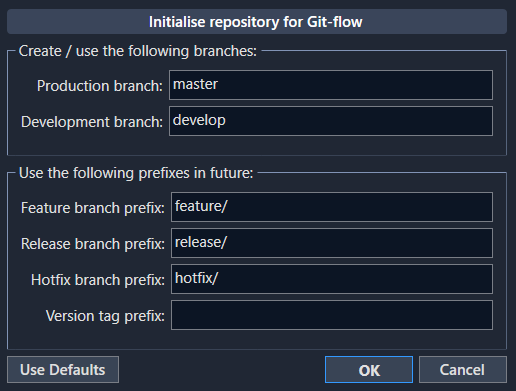 Initialise repository for Git-flow
Create / use the following branches:
Production branch: master
Development branch: develop
Use the following prefixes in future:
Feature branch prefix: feature/
Release branch prefix: release/
Hotfix branch prefix: hotfix/
Version tag prefix:
Use Defaults OK Cancel